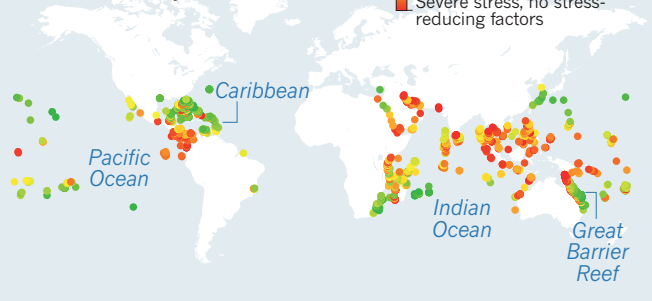 Severe stress, no stress-
reducing factors
Caribbean
Pacific
Ocean
Indian
Ocean
Great
Barrier
Reef